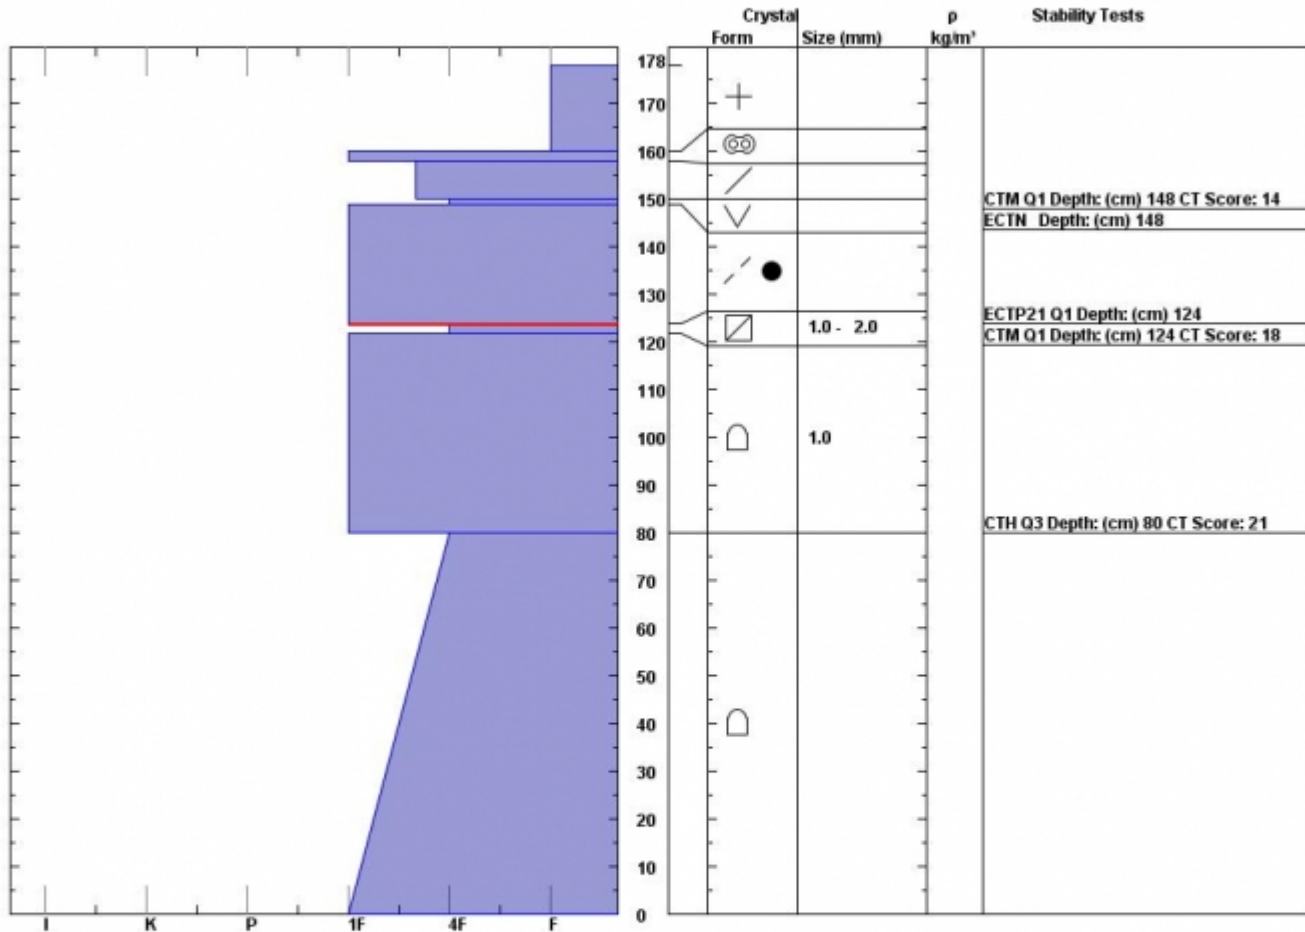 Crystal ρ Stability Tests
Form Size (mm) kg/m³
178
170
160
150
CTM Q1 Depth: (cm) 148 CT Score: 14
ECTN Depth: (cm) 148
140
130
ECTP21 Q1 Depth: (cm) 124
1.0 - 2.0
CTM Q1 Depth: (cm) 124 CT Score: 18
120
110
100 1.0
90
CTH Q3 Depth: (cm) 80 CT Score: 21
80
70
60
50
40
30
20
10
0
I K P 1F 4F F